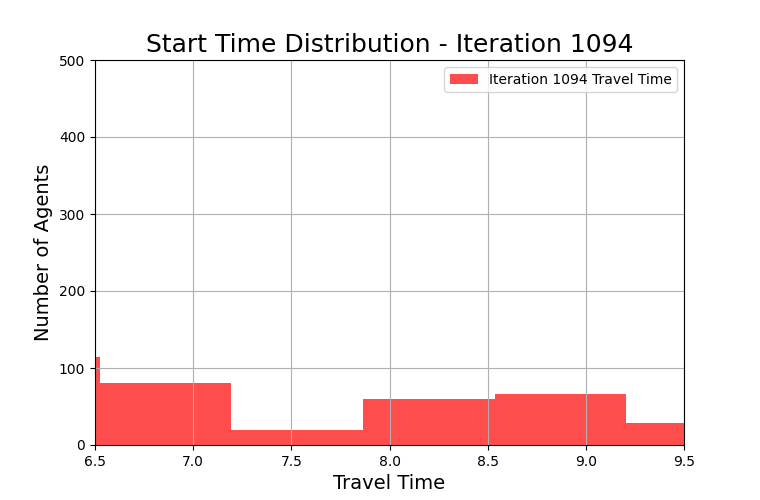 Start Time Distribution - Iteration 1094
500
400
300
200
100
0
Number of Agents
Iteration 1094 Travel Time
6.5 7.0 7.5 8.0 8.5 9.0 9.5
Travel Time